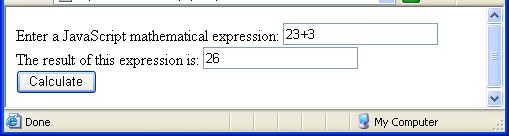 Enter a JavaScript mathematical expression: 23+3
The result of this expression is: 26
Calculate
Done My Computer